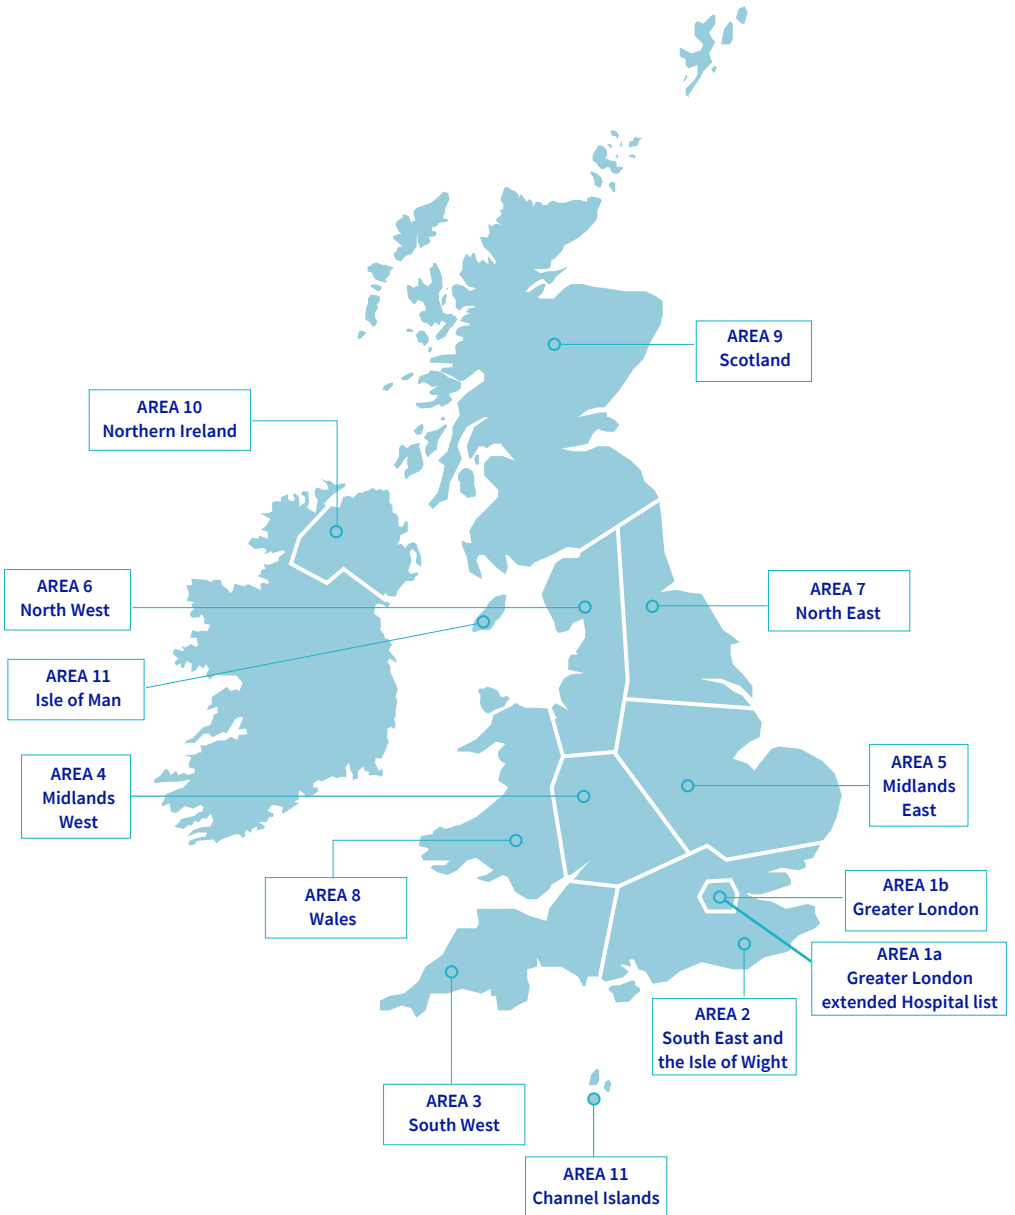 AREA 9
Scotland
AREA 10
Northern Ireland
AREA 6
North West
AREA 7
North East
AREA 11
Isle of Man
AREA 4
Midlands
West
AREA 5
Midlands
East
AREA 8
Wales
AREA 1b
Greater London
AREA 1a
Greater London
extended Hospital list
AREA 2
South East and
the Isle of Wight
AREA 3
South West
AREA 11
Channel Islands